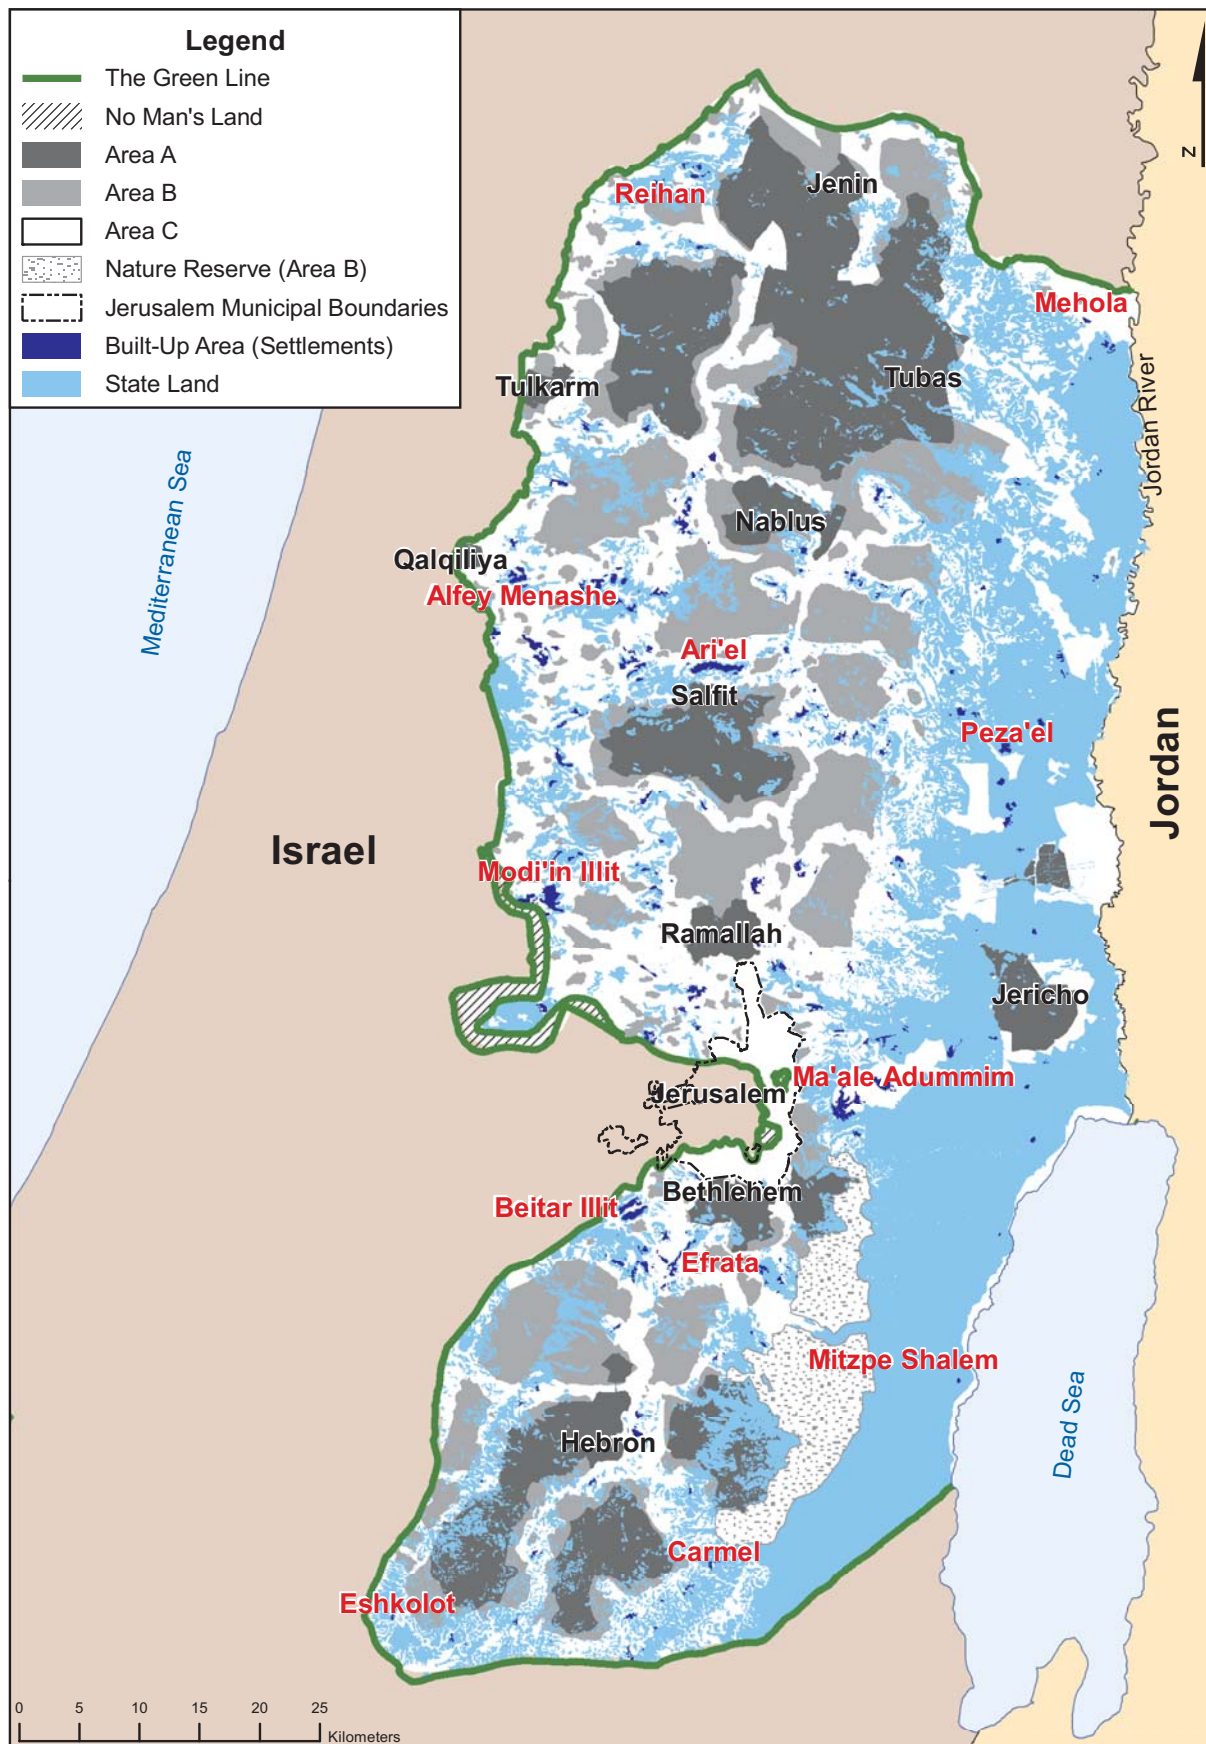 Legend
The Green Line
No Man's Land
Area A
Area B
Area C
Nature Reserve (Area B)
Jerusalem Municipal Boundaries
Built-Up Area (Settlements)
State Land
N
Jenin
Reihan
Mehola
Jordan River
Tubas
Tulkarm
Mediterranean Sea
Nablus
Qalqiliya
Alfey Menashe
Ari'el
Salfit
Peza'el
Jordan
Israel
Modi'in Illit
Ramallah
Jericho
Ma'ale Adummim
Jerusalem
Bethlehem
Beitar Illit
Efrata
Mitzpe Shalem
Dead Sea
Hebron
Carmel
Eshkolot
0 5 10 15 20 25
Kilometers